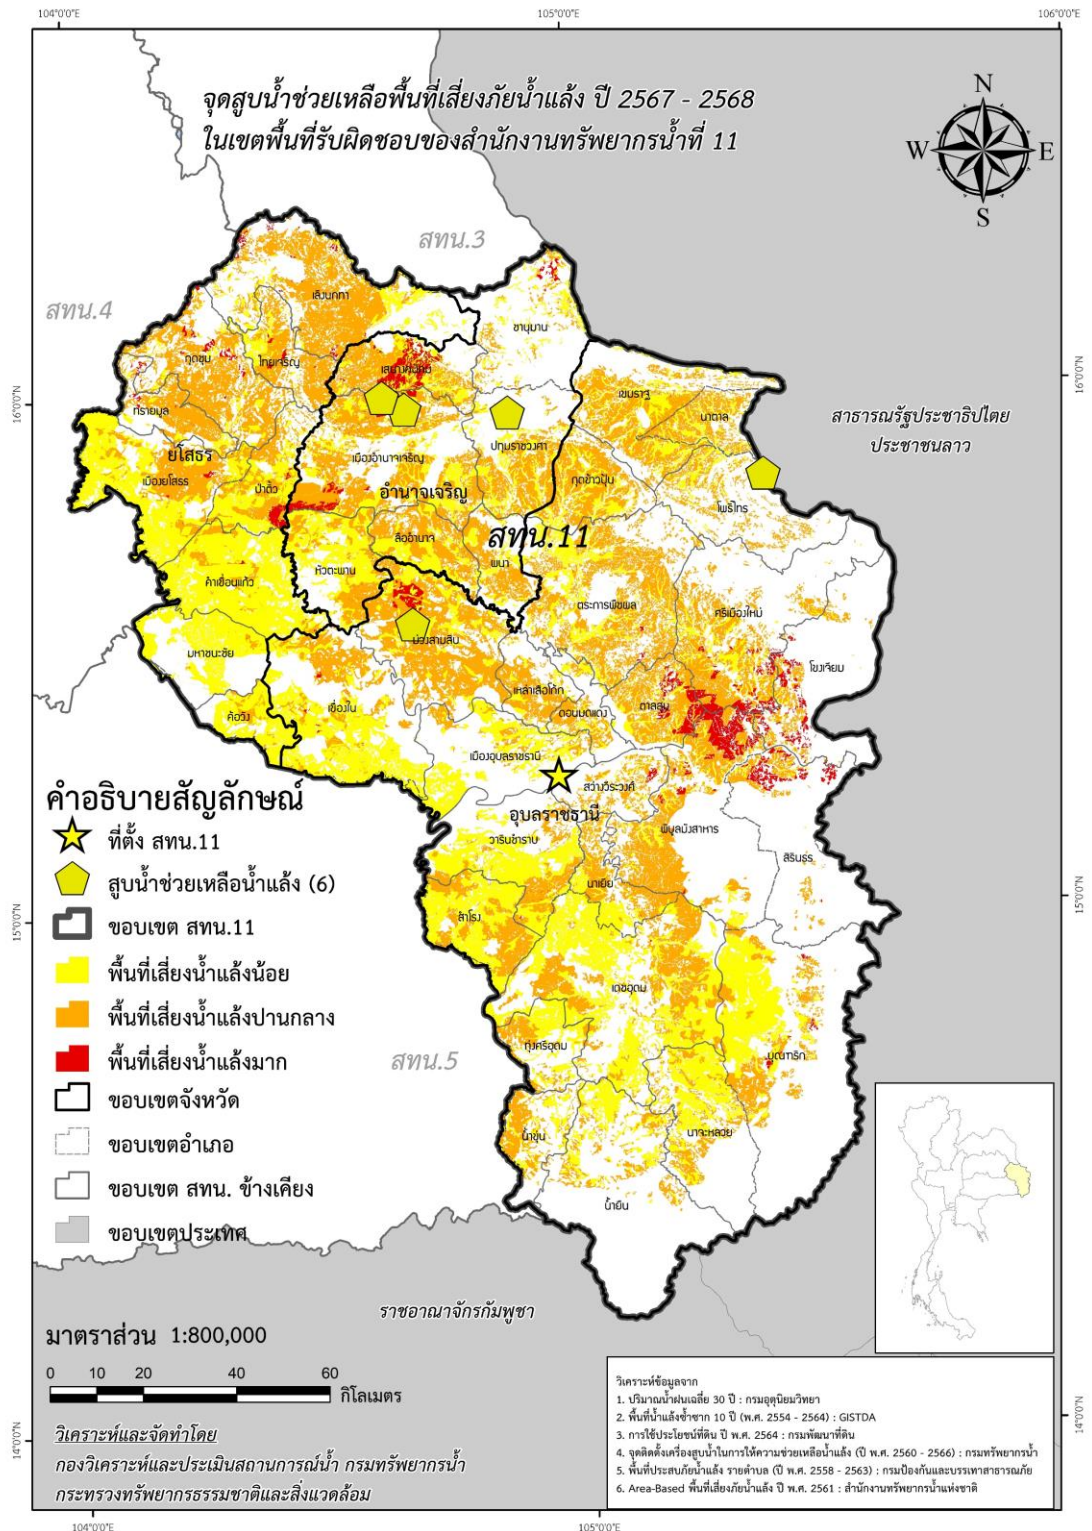 104°0'0"E
105°0'0"E
106°0'0"E
จุดสูบน้ำช่วยเหลือพื้นที่เสี่ยงภัยน้ำแล้ง ปี 2567 - 2568
ในเขตพื้นที่รับผิดชอบของสำนักงานทรัพยากรน้ำที่ 11
N
W
E
S
สทน.3
สทน.4
เลิงนกทา
ชานุมาน
กุดชุม
ไทยเจริญ
เสนางคนิคม
16°0'0"N
16°0'0"N
เขมราฐ
นาตาล
ทรายมูล
สาธารณรัฐประชาธิปไตย
ประชาชนลาว
ปทุมราชวงศา
ยโสธร
เมืองอำนาจเจริญ
เมืองยโสธร
ป่าติ้ว
อำนาจเจริญ
กุดข้าวปุ้น
โพธิ์ไทร
ลืออำนาจ
สทน.11
พนา
หัวตะพาน
คำเขื่อนแก้ว
ตระการพืชผล
ศรีเมืองใหม่
ม่วงสามสิบ
มหาชนะชัย
โขงเจียม
เหล่าเสือโก้ก
ค้อวัง
เขื่องใน
ดอนมดแดง
ตาลสุม
เมืองอุบลราชธานี
สว่างวีระวงศ์
อุบลราชธานี
วารินชำราบ
พิบูลมังสาหาร
สิรินธร
นาเยีย
สำโรง
15°0'0"N
15°0'0"N
เดชอุดม
ทุ่งศรีอุดม
สทน.5
บุณฑริก
น้ำขุ่น
นาจะหลวย
น้ำยืน
คำอธิบายสัญลักษณ์
ที่ตั้ง สทน.11
สูบน้ำช่วยเหลือน้ำแล้ง (6)
ขอบเขต สทน.11
พื้นที่เสี่ยงน้ำแล้งน้อย
พื้นที่เสี่ยงน้ำแล้งปานกลาง
พื้นที่เสี่ยงน้ำแล้งมาก
ขอบเขตจังหวัด
ขอบเขตอำเภอ
ขอบเขต สทน. ข้างเคียง
ขอบเขตประเทศ
ราชอาณาจักรกัมพูชา
มาตราส่วน 1:800,000
0 10 20 40 60
กิโลเมตร
วิเคราะห์และจัดทำโดย
กองวิเคราะห์และประเมินสถานการณ์น้ำ กรมทรัพยากรน้ำ
กระทรวงทรัพยากรธรรมชาติและสิ่งแวดล้อม
วิเคราะห์ข้อมูลจาก
1. ปริมาณน้ำฝนเฉลี่ย 30 ปี : กรมอุตุนิยมวิทยา
2. พื้นที่น้ำแล้งซ้ำซาก 10 ปี (พ.ศ. 2554 - 2564) : GISTDA
3. การใช้ประโยชน์ที่ดิน ปี พ.ศ. 2564 : กรมพัฒนาที่ดิน
4. จุดติดตั้งเครื่องสูบน้ำในการให้ความช่วยเหลือน้ำแล้ง (ปี พ.ศ. 2560 - 2566) : กรมทรัพยากรน้ำ
5. พื้นที่ประสบภัยน้ำแล้ง รายตำบล (ปี พ.ศ. 2558 - 2563) : กรมป้องกันและบรรเทาสาธารณภัย
6. Area-Based พื้นที่เสี่ยงภัยน้ำแล้ง ปี พ.ศ. 2561 : สำนักงานทรัพยากรน้ำแห่งชาติ
14°0'0"N
14°0'0"N
104°0'0"E
105°0'0"E